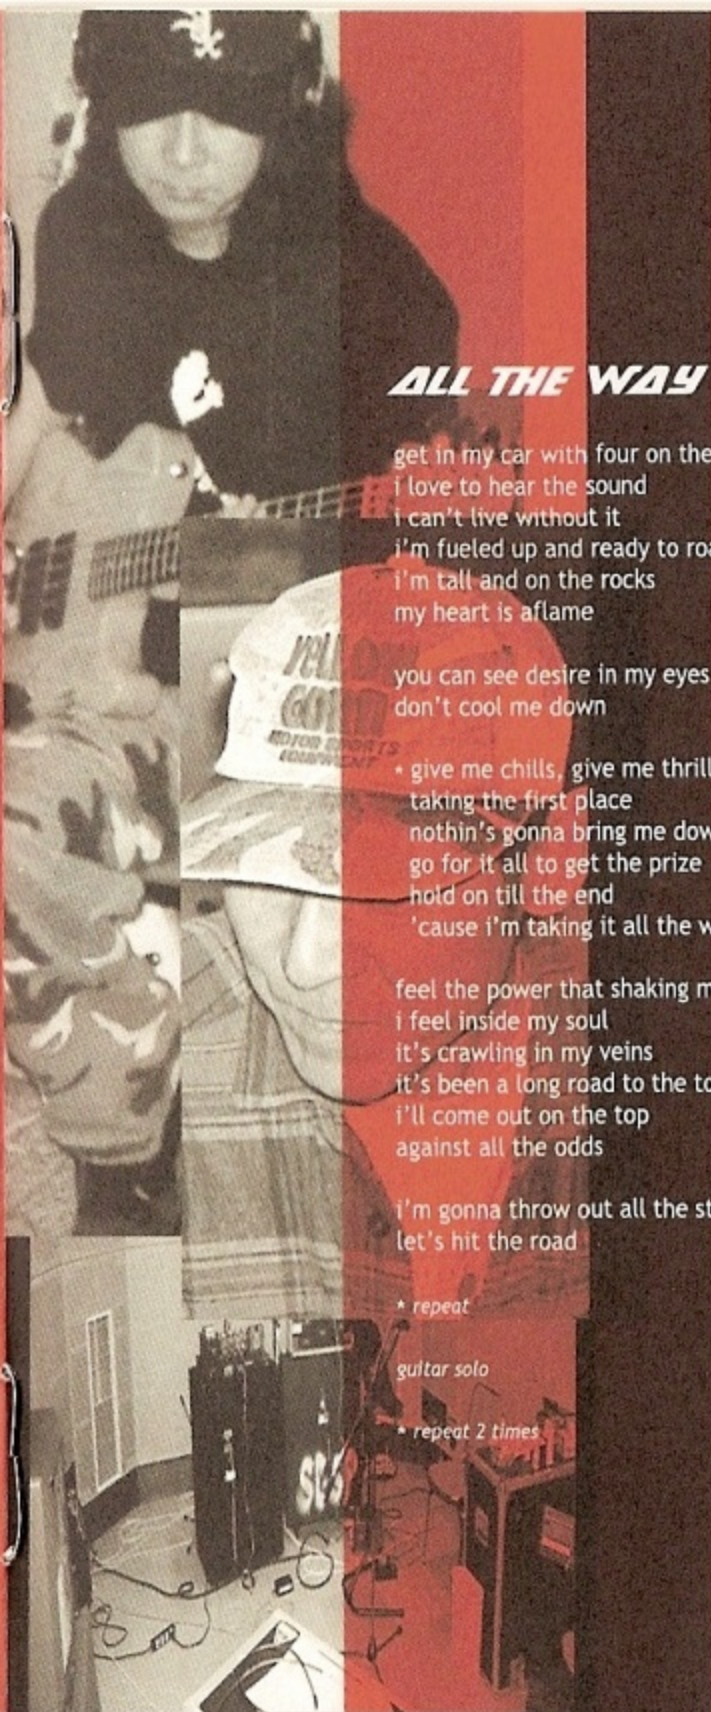 ALL THE WAY
get in my car with four on the
i love to hear the sound
i can't live without it
i'm fueled up and ready to
i'm tall and on the rocks
my heart is aflame
you can see desire in my eyes
don't cool me down
* give me chills, give me
taking the first place
nothin's gonna bring me
go for it all to get the prize
hold on till the end
'cause i'm taking it all the
feel the power that shaking
i feel inside my soul
it's crawling in my veins
it's been a long road to the
i'll come out on the top
against all the odds
i'm gonna throw out all the
let's hit the road
* repeat
guitar solo
* repeat 2 times
YELLOW
CORN
MOTOR SPORTS
EQUIPMENT